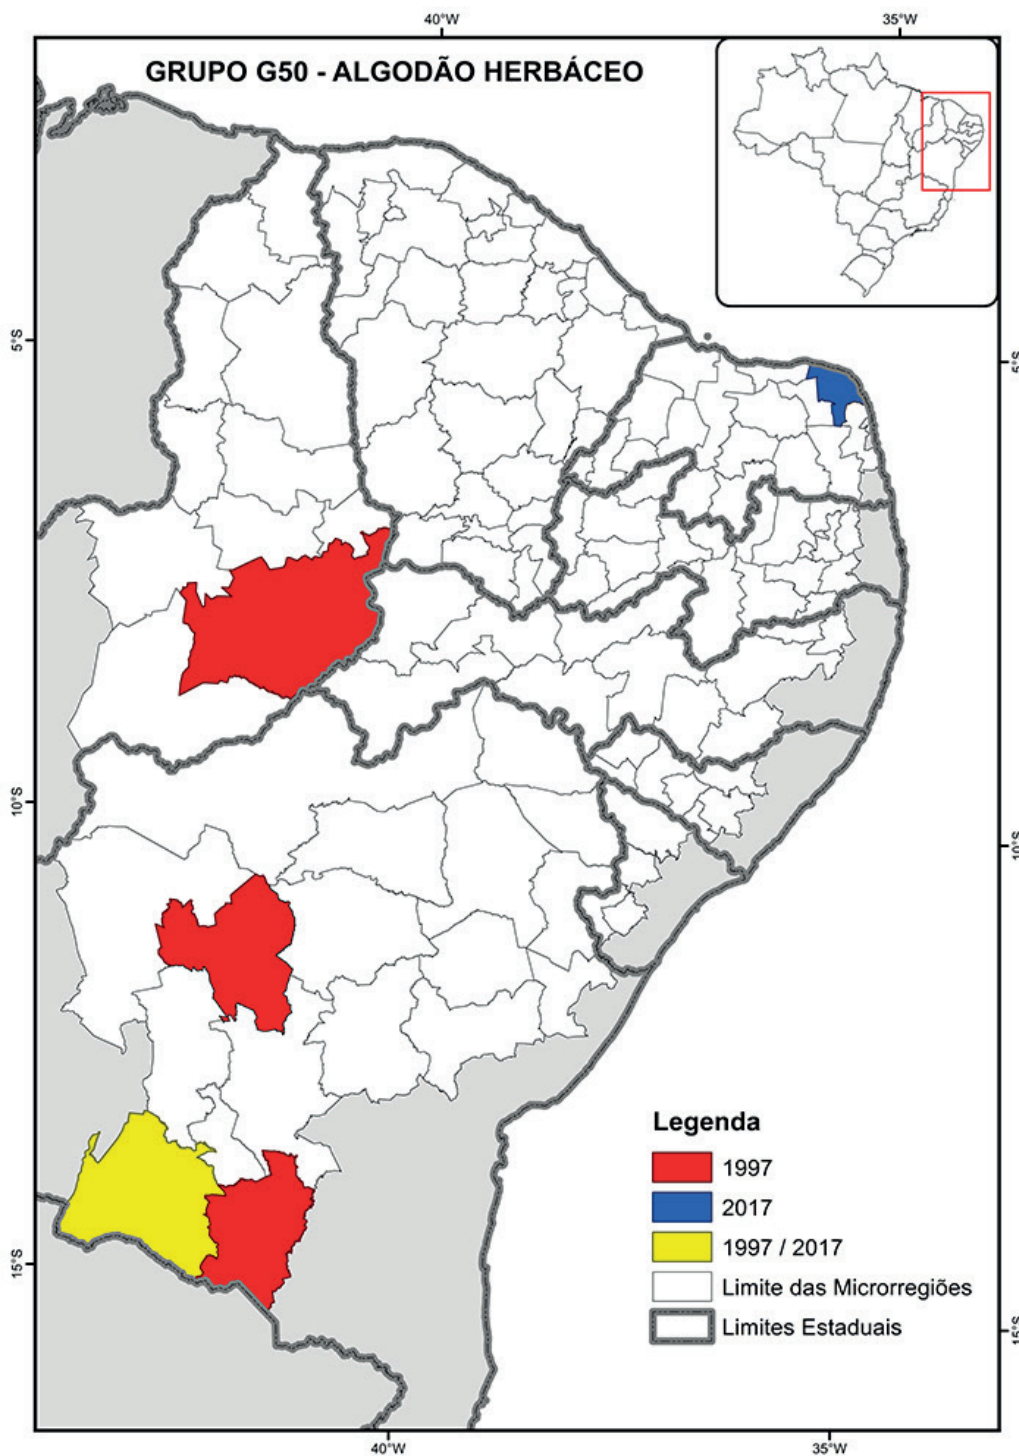 40°W 35°W
GRUPO G50 - ALGODÃO HERBÁCEO
5°S
5°S
10°S
10°S
Legenda
1997
2017
1997 / 2017
Limite das Microrregiões
Limites Estaduais
15°S
15°S
40°W 35°W